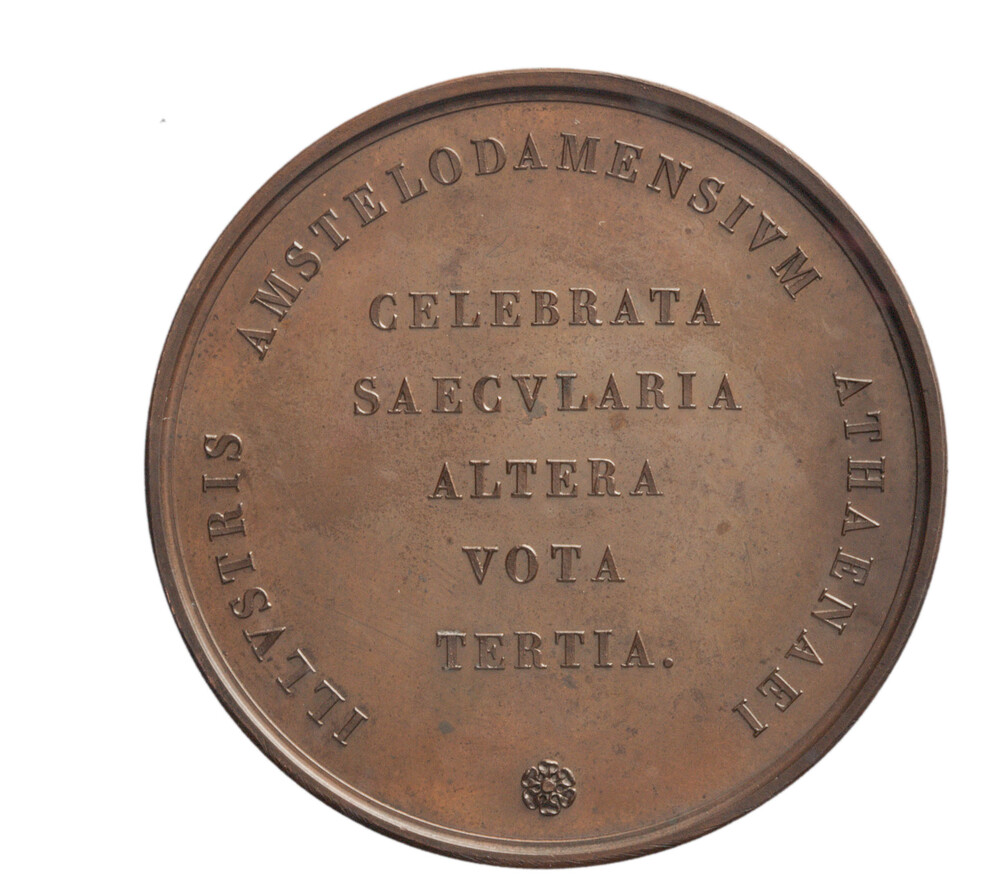 ILLVSTRIS AMSTELODAMENSIVM ATHAENAEI
CELEBRATA
SAECVLARIA
ALTERA
VOTA
TERTIA.